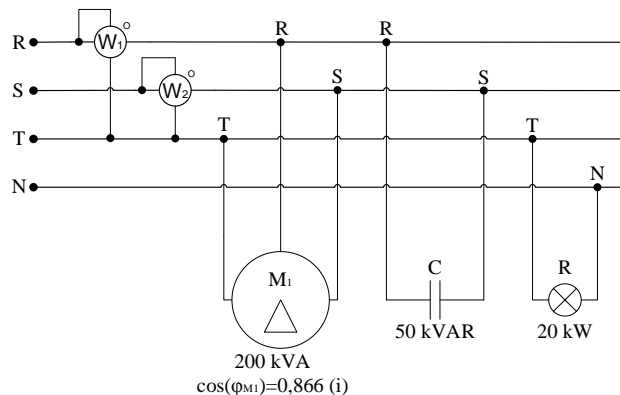 R W1 o R R
S W2 o S S
T T T
N N
M1 C R
200 kVA 50 kVAR 20 kW
cos(φM1)=0,866 (i)